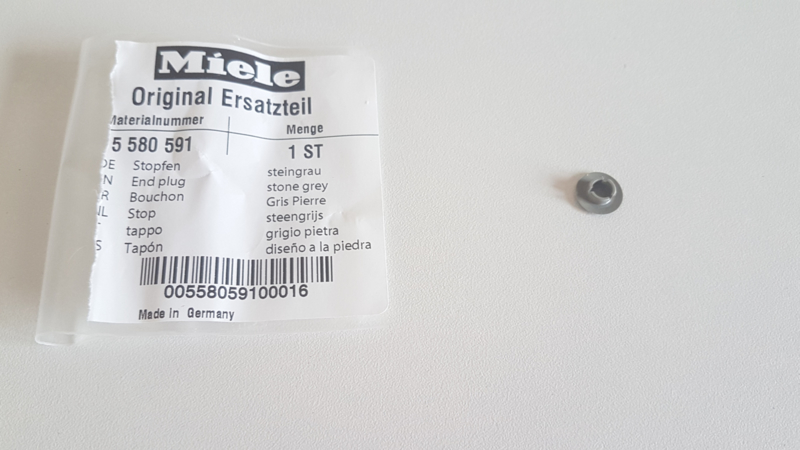 Miele
Original Ersatzteil
Materialnummer Menge
5 580 591 1 ST
DE Stopfen steingrau
N End plug stone grey
R Bouchon Gris Pierre
NL Stop steengrijs
tappo grigio pietra
S Tapón diseño a la piedra
00558059100016
Made in Germany